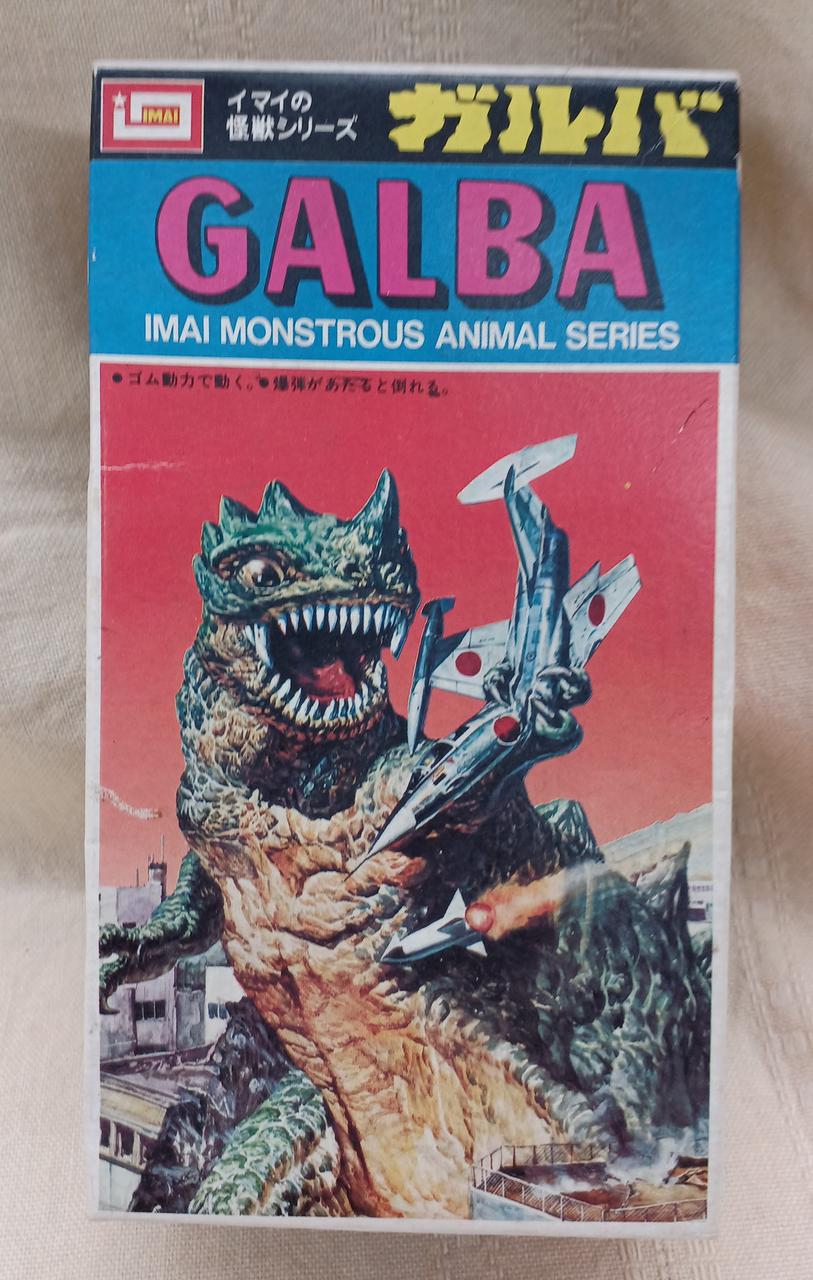 IMAI
イマイの
怪獣シリーズ
ガルバ
GALBA
IMAI MONSTROUS ANIMAL SERIES
●ゴム動力で動く。●爆弾があたると倒れる。